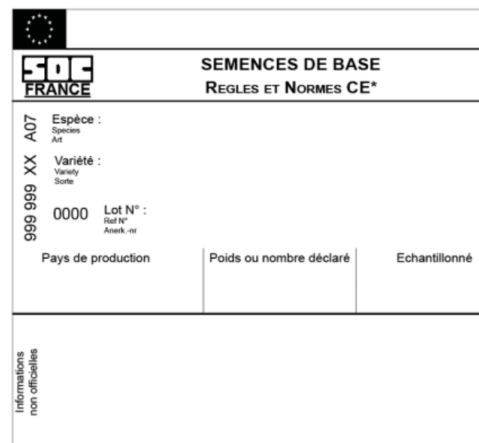 SOC
FRANCE
SEMENCES DE BASE
REGLES ET NORMES CE*
999 999 XX A07
Espèce :
Species
Art
Variété :
Variety
Sorte
0000
Lot N° :
Ref N°
Anerk.-nr
Pays de production
Poids ou nombre déclaré
Echantillonné
Informations
non officielles